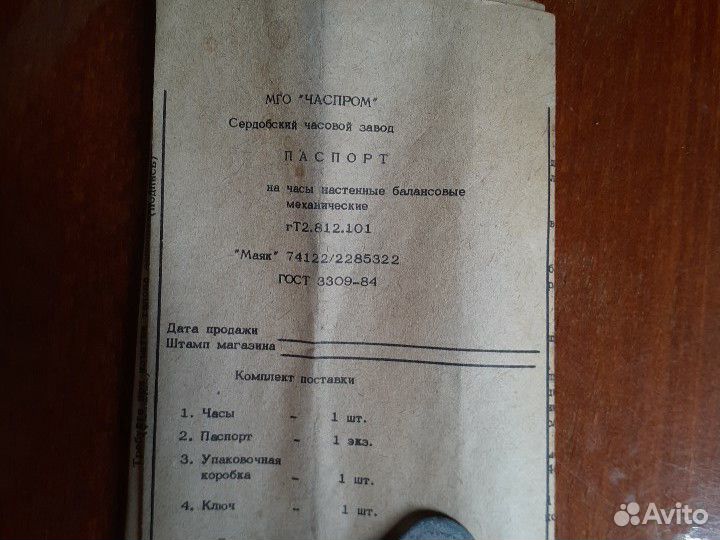 МГО "ЧАСПРОМ"
Сердобский часовой завод
ПАСПОРТ
на часы настенные балансовые
механические
гТ2.812.101
"Маяк" 74122/2285322
ГОСТ 3309-84
Дата продажи
Штамп магазина
Комплект поставки
1. Часы - 1 шт.
2. Паспорт - 1 экз.
3. Упаковочная
коробка - 1 шт.
4. Ключ - 1 шт.
(подпись)
Avito